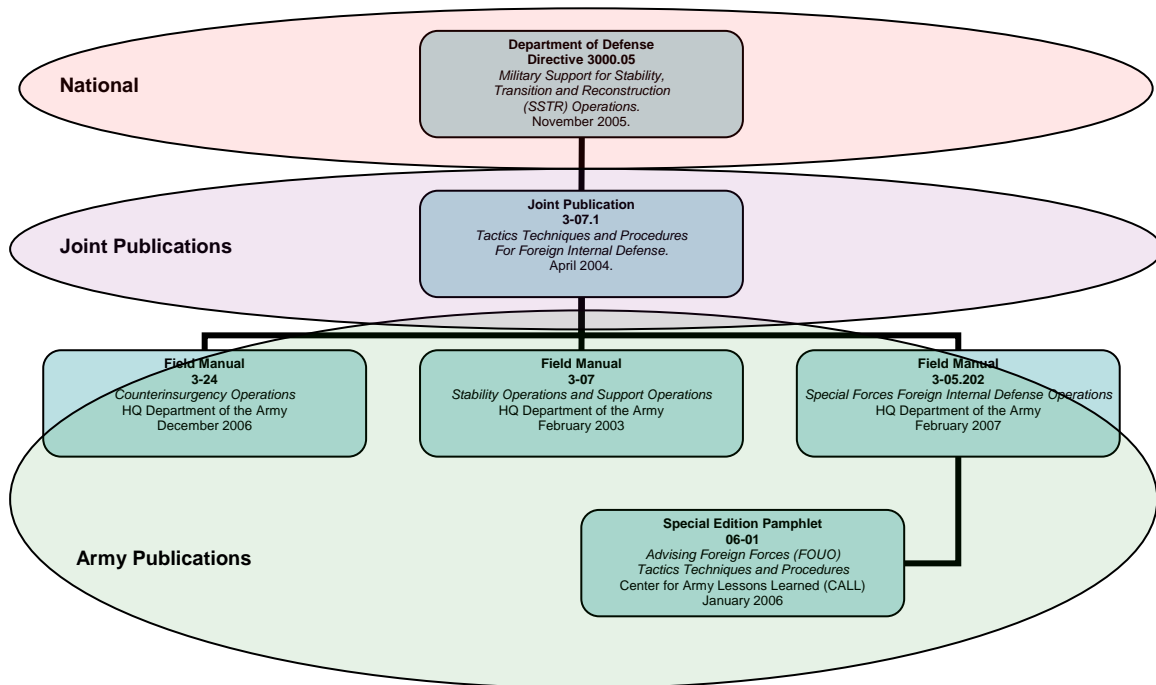 National
Department of Defense
Directive 3000.05
Military Support for Stability,
Transition and Reconstruction
(SSTR) Operations.
November 2005.
Joint Publications
Joint Publication
3-07.1
Tactics Techniques and Procedures
For Foreign Internal Defense.
April 2004.
Field Manual
3-24
Counterinsurgency Operations
HQ Department of the Army
December 2006
Field Manual
3-07
Stability Operations and Support Operations
HQ Department of the Army
February 2003
Field Manual
3-05.202
Special Forces Foreign Internal Defense Operations
HQ Department of the Army
February 2007
Army Publications
Special Edition Pamphlet
06-01
Advising Foreign Forces (FOUO)
Tactics Techniques and Procedures
Center for Army Lessons Learned (CALL)
January 2006